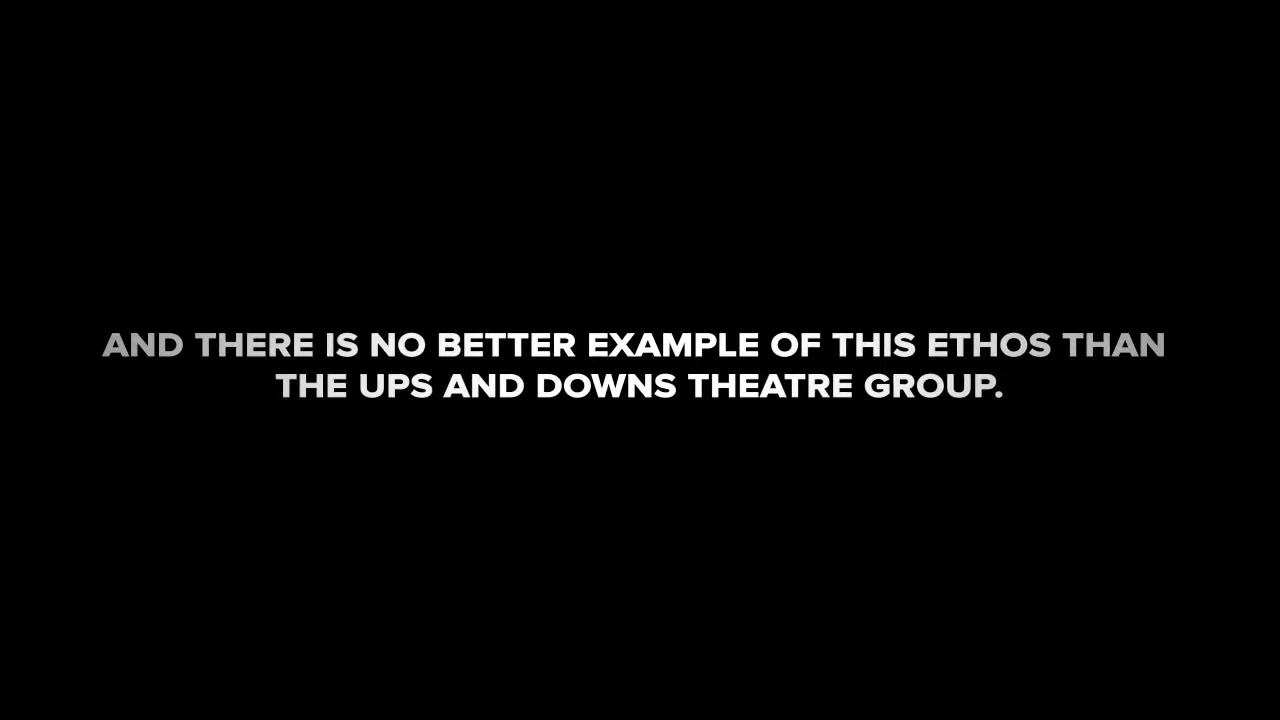 AND THERE IS NO BETTER EXAMPLE OF THIS ETHOS THAN
THE UPS AND DOWNS THEATRE GROUP.